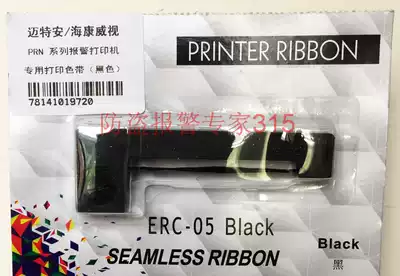 迈特安/海康威视
PRN 系列报警打印机
专用打印色带（黑色）
78141019720
PRINTER RIBBON
防盗报警专家315
ERC-05 Black
SEAMLESS RIBBON
Black
黑